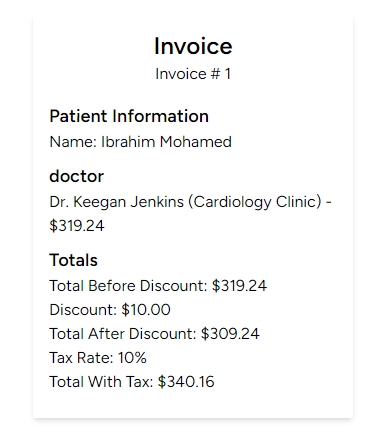 Invoice
Invoice # 1
Patient Information
Name: Ibrahim Mohamed
doctor
Dr. Keegan Jenkins (Cardiology Clinic) -
$319.24
Totals
Total Before Discount: $319.24
Discount: $10.00
Total After Discount: $309.24
Tax Rate: 10%
Total With Tax: $340.16